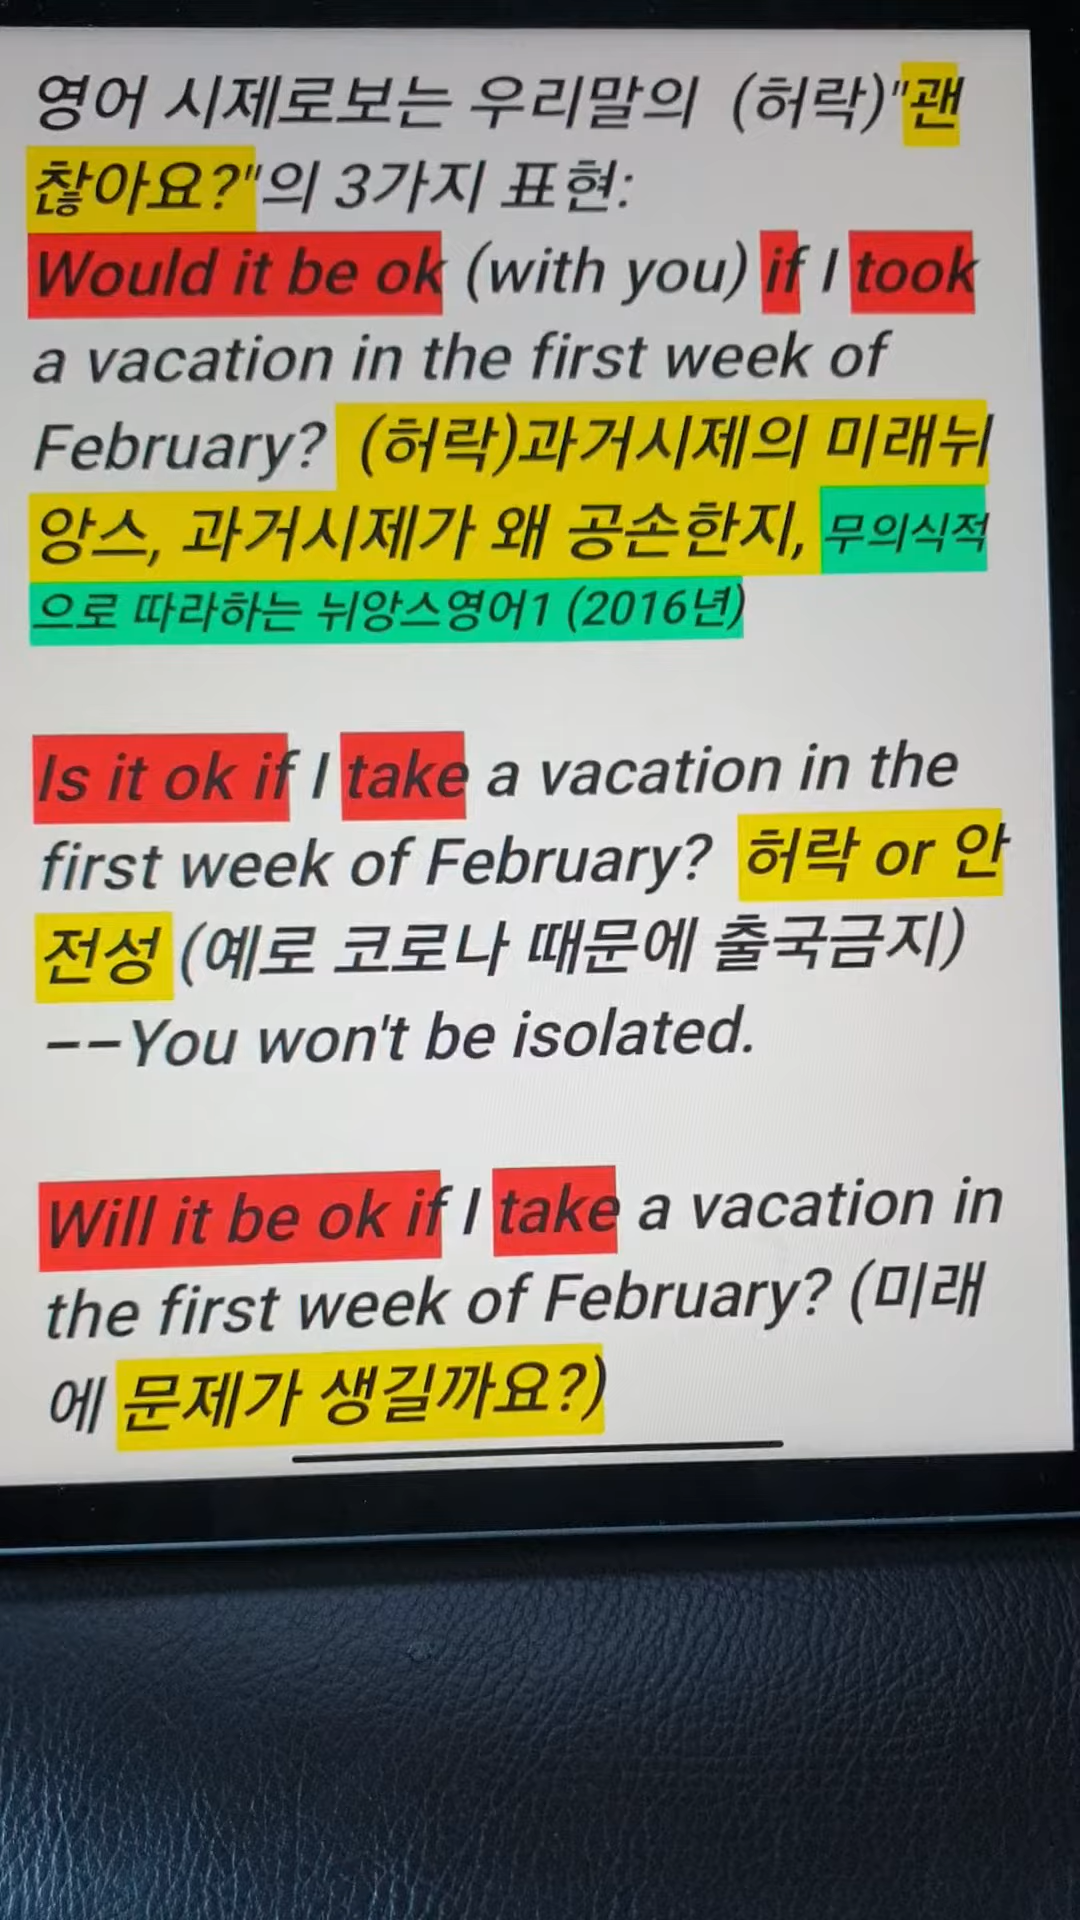 영어 시제로보는 우리말의 (허락)"괜
찮아요?"의 3가지 표현:
Would it be ok (with you) if I took
a vacation in the first week of
February? (허락)과거시제의 미래뉘
앙스, 과거시제가 왜 공손한지, 무의식적
으로 따라하는 뉘앙스영어1 (2016년)
Is it ok if I take a vacation in the
first week of February? 허락 or 안
전성 (예로 코로나 때문에 출국금지)
--You won't be isolated.
Will it be ok if I take a vacation in
the first week of February? (미래
에 문제가 생길까요?)